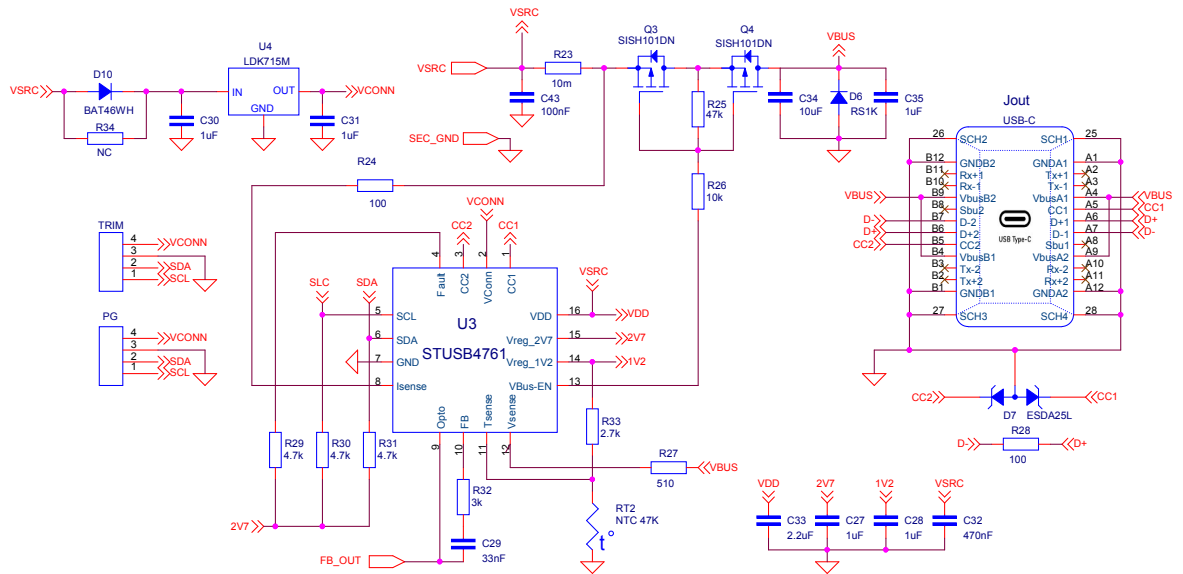 VSRC
D10
BAT46WH
R34
NC
C30
1uF
U4
LDK715M
IN
OUT
GND
C31
1uF
VCONN
VSRC
VSRC
C43
100nF
R23
10m
SEC_GND
Q3
SISH101DN
Q4
SISH101DN
R25
47k
R26
10k
VBUS
C34
10uF
D6
RS1K
C35
1uF
R24
100
Jout
USB-C
26
SCH2
SCH1
25
B12
GNDB2
GNDA1
A1
B11
Rx+1
Tx+1
A2
B10
Rx-1
Tx-1
A3
VBUS
B9
VbusB2
VbusA1
A4
VBUS
B8
Sbu2
CC1
A5
CC1
D-
B7
D-2
D+1
A6
D+
D+
B6
D+2
D-1
A7
D-
CC2
B5
CC2
Sbu1
A8
B4
VbusB1
VbusA2
A9
B3
Tx-2
Rx-2
A10
B2
Tx+2
Rx+2
A11
B1
GNDB1
GNDA2
A12
27
SCH3
SCH4
28
USB Type-C
TRIM
4
VCONN
3
2
SDA
1
SCL
PG
4
VCONN
3
2
SDA
1
SCL
SLC
SDA
CC2
VCONN
CC1
VSRC
4
3
2
1
Fault
CC2
VConn
CC1
U3
STUSB4761
5
SCL
6
SDA
7
GND
8
Isense
VDD
16
VDD
Vreg_2V7
15
2V7
Vreg_1V2
14
1V2
VBus-EN
13
Opto
FB
Tsense
Vsense
9
10
11
12
R29
4.7k
R30
4.7k
R31
4.7k
2V7
R32
3k
C29
33nF
FB_OUT
R33
2.7k
R27
510
VBUS
RT2
NTC 47K
t°
CC2
D7
ESDA25L
CC1
D-
R28
100
D+
VDD
2V7
1V2
VSRC
C33
2.2uF
C27
1uF
C28
1uF
C32
470nF